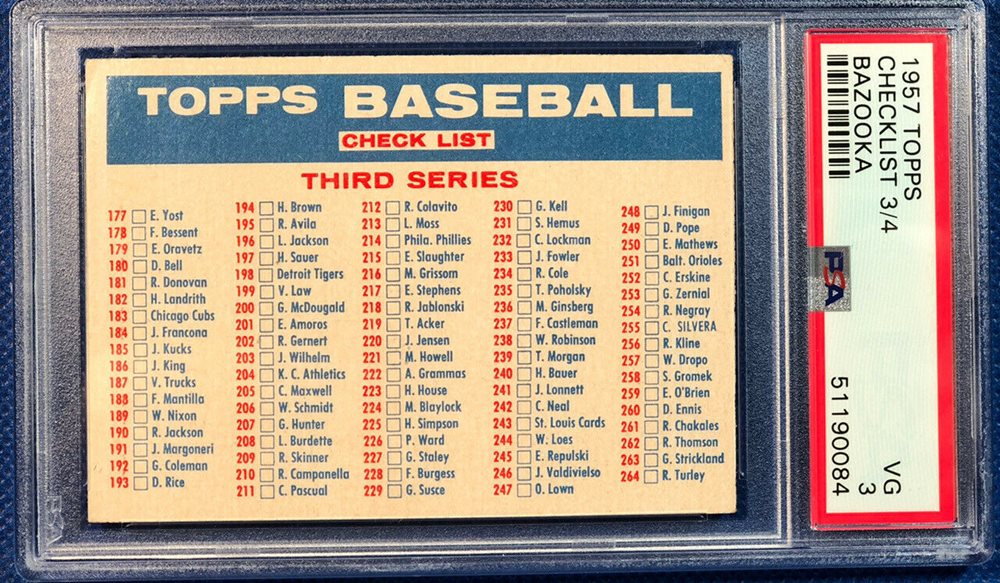 TOPPS BASEBALL
CHECK LIST
THIRD SERIES
177 E. Yost
178 F. Bessent
179 E. Oravetz
180 D. Bell
181 R. Donovan
182 H. Landrith
183 Chicago Cubs
184 J. Francona
185 J. Kucks
186 J. King
187 V. Trucks
188 F. Mantilla
189 W. Nixon
190 R. Jackson
191 J. Margoneri
192 G. Coleman
193 D. Rice
194 H. Brown
195 R. Avila
196 L. Jackson
197 H. Sauer
198 Detroit Tigers
199 V. Law
200 G. McDougald
201 E. Amoros
202 R. Gernert
203 J. Wilhelm
204 K. C. Athletics
205 C. Maxwell
206 W. Schmidt
207 G. Hunter
208 L. Burdette
209 R. Skinner
210 R. Campanella
211 C. Pascual
212 R. Colavito
213 L. Moss
214 Phila. Phillies
215 E. Slaughter
216 M. Grissom
217 E. Stephens
218 R. Jablonski
219 T. Acker
220 J. Jensen
221 M. Howell
222 A. Grammas
223 H. House
224 M. Blaylock
225 H. Simpson
226 P. Ward
227 G. Staley
228 F. Burgess
229 G. Susce
230 G. Kell
231 S. Hemus
232 C. Lockman
233 J. Fowler
234 R. Cole
235 T. Poholsky
236 M. Ginsberg
237 F. Castleman
238 W. Robinson
239 T. Morgan
240 H. Bauer
241 J. Lonnett
242 C. Neal
243 St. Louis Cards
244 W. Loes
245 E. Repulski
246 J. Valdivielso
247 O. Lown
248 J. Finigan
249 D. Pope
250 E. Mathews
251 Balt. Orioles
252 C. Erskine
253 G. Zernial
254 R. Negray
255 C. SILVERA
256 R. Kline
257 W. Dropo
258 S. Gromek
259 E. O'Brien
260 D. Ennis
261 R. Chakales
262 R. Thomson
263 G. Strickland
264 R. Turley
1957 TOPPS
CHECKLIST 3/4
BAZOOKA
VG
3
51190084
PSA